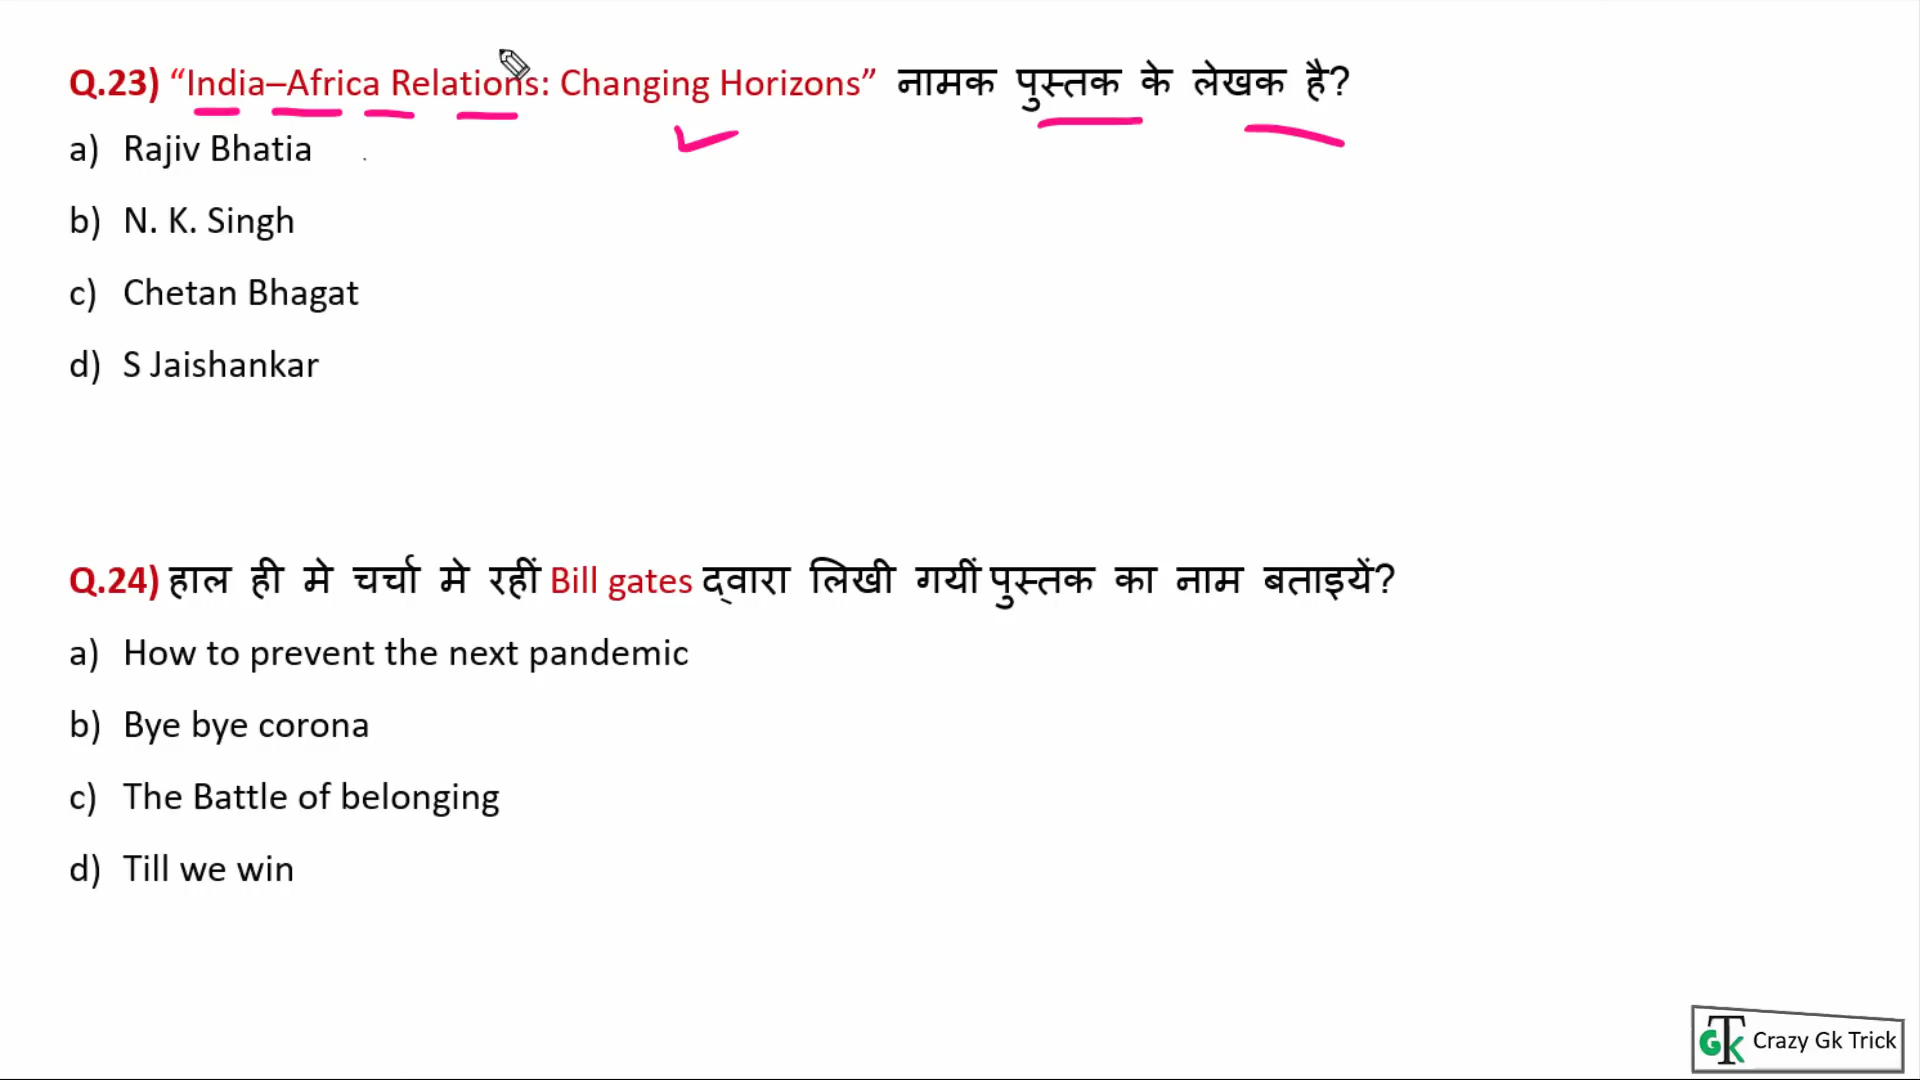 Q.23) “India–Africa Relations: Changing Horizons” नामक पुस्तक के लेखक है?
a) Rajiv Bhatia
b) N. K. Singh
c) Chetan Bhagat
d) S Jaishankar
Q.24) हाल ही मे चर्चा मे रहीं Bill gates द्वारा लिखी गयीं पुस्तक का नाम बताइयें?
a) How to prevent the next pandemic
b) Bye bye corona
c) The Battle of belonging
d) Till we win
GTK Crazy Gk Trick